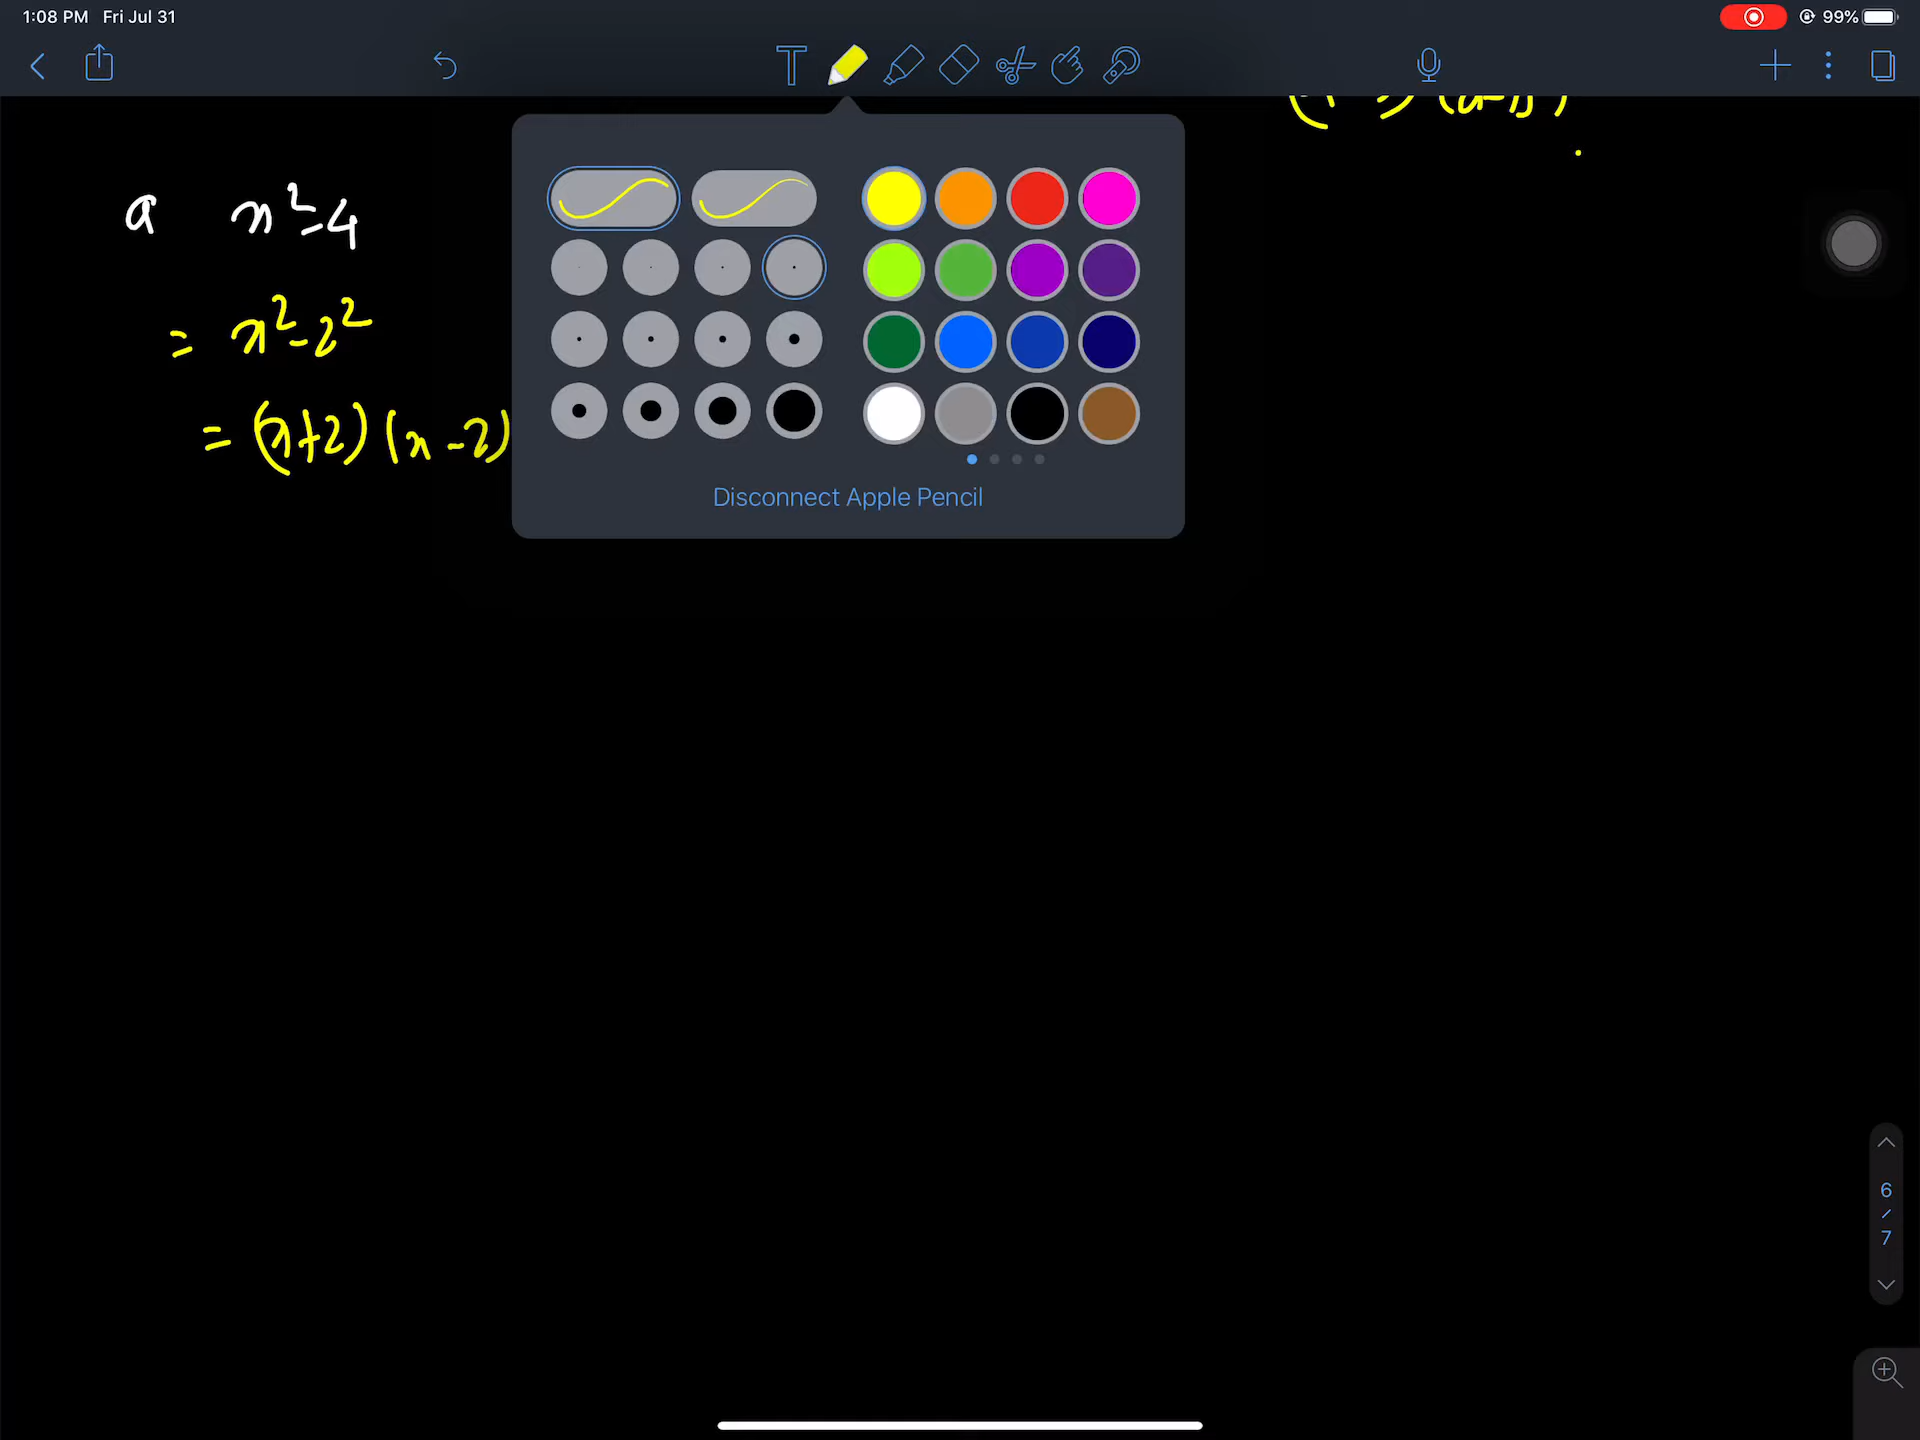 1:08 PM Fri Jul 31
99%
a x²-4
= x²-2²
= (x+2) (x-2)
Disconnect Apple Pencil
6
/
7